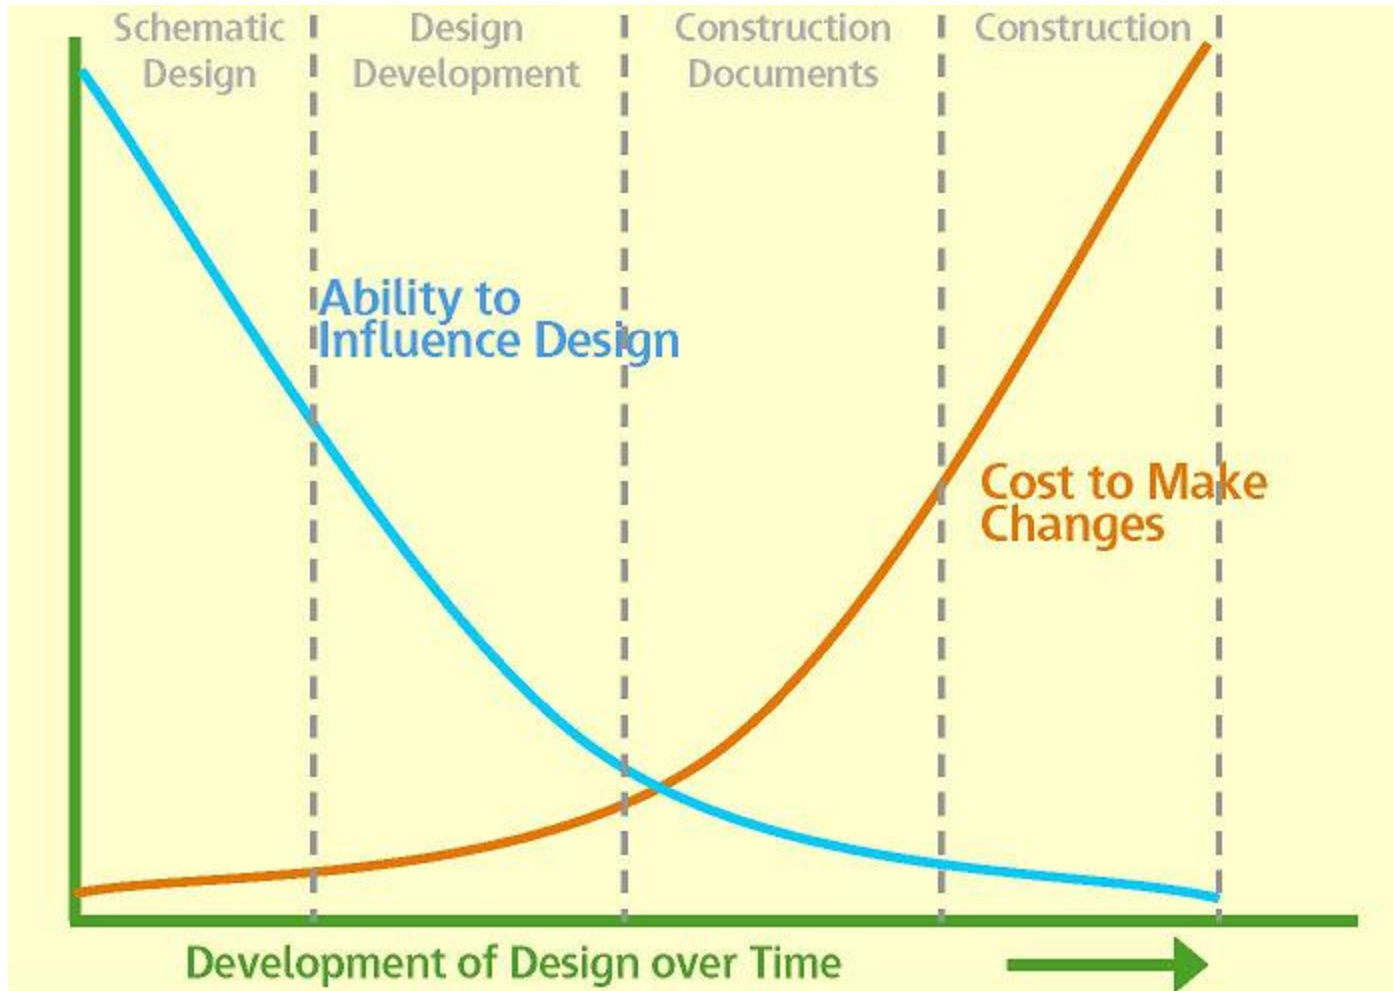 Schematic
Design
Design
Development
Construction
Documents
Construction
Ability to
Influence Design
Cost to Make
Changes
Development of Design over Time